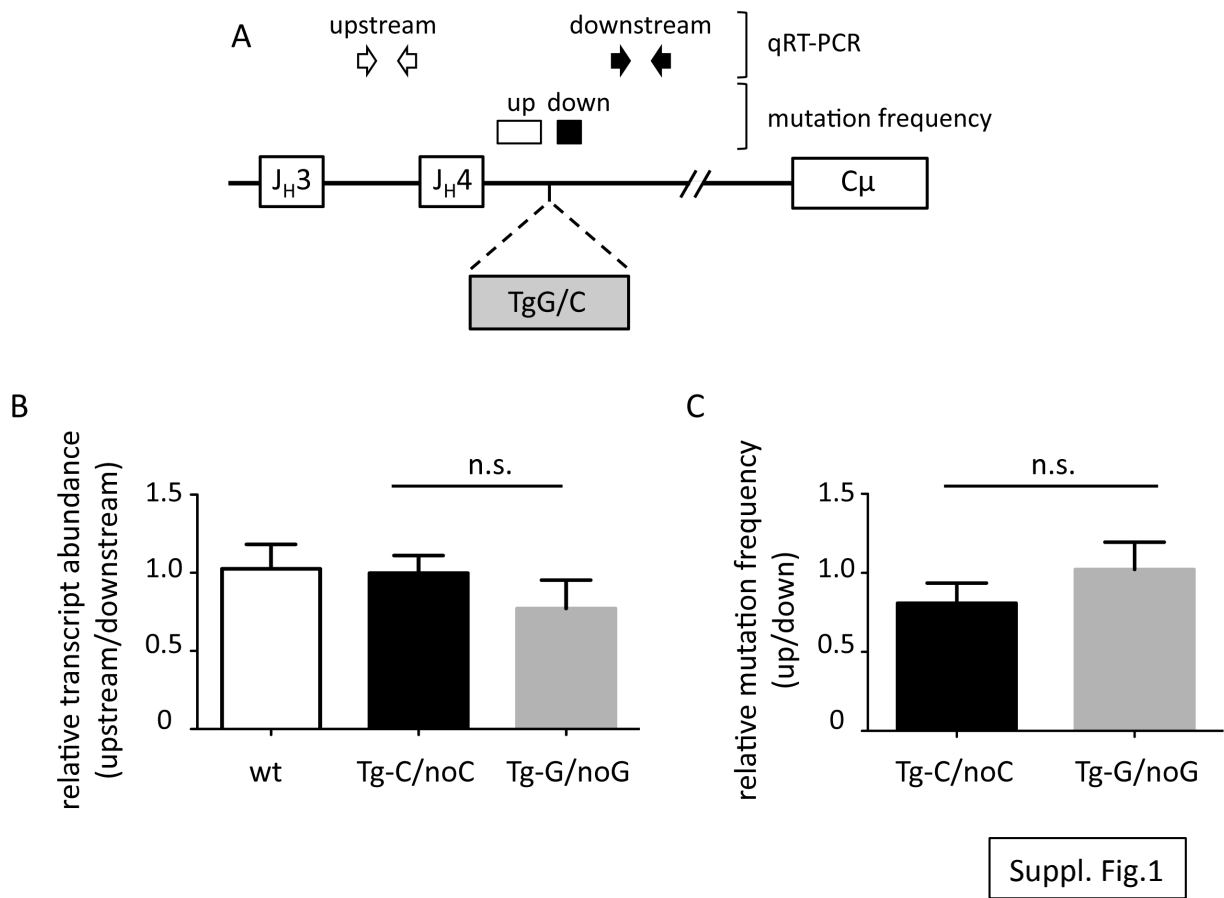 A
upstream
downstream
qRT-PCR
up down
mutation frequency
JH3
JH4
Cμ
TgG/C
B
relative transcript abundance
(upstream/downstream)
n.s.
1.5
1.0
0.5
0
wt
Tg-C/noC
Tg-G/noG
C
relative mutation frequency
(up/down)
n.s.
1.5
1.0
0.5
0
Tg-C/noC
Tg-G/noG
Suppl. Fig.1